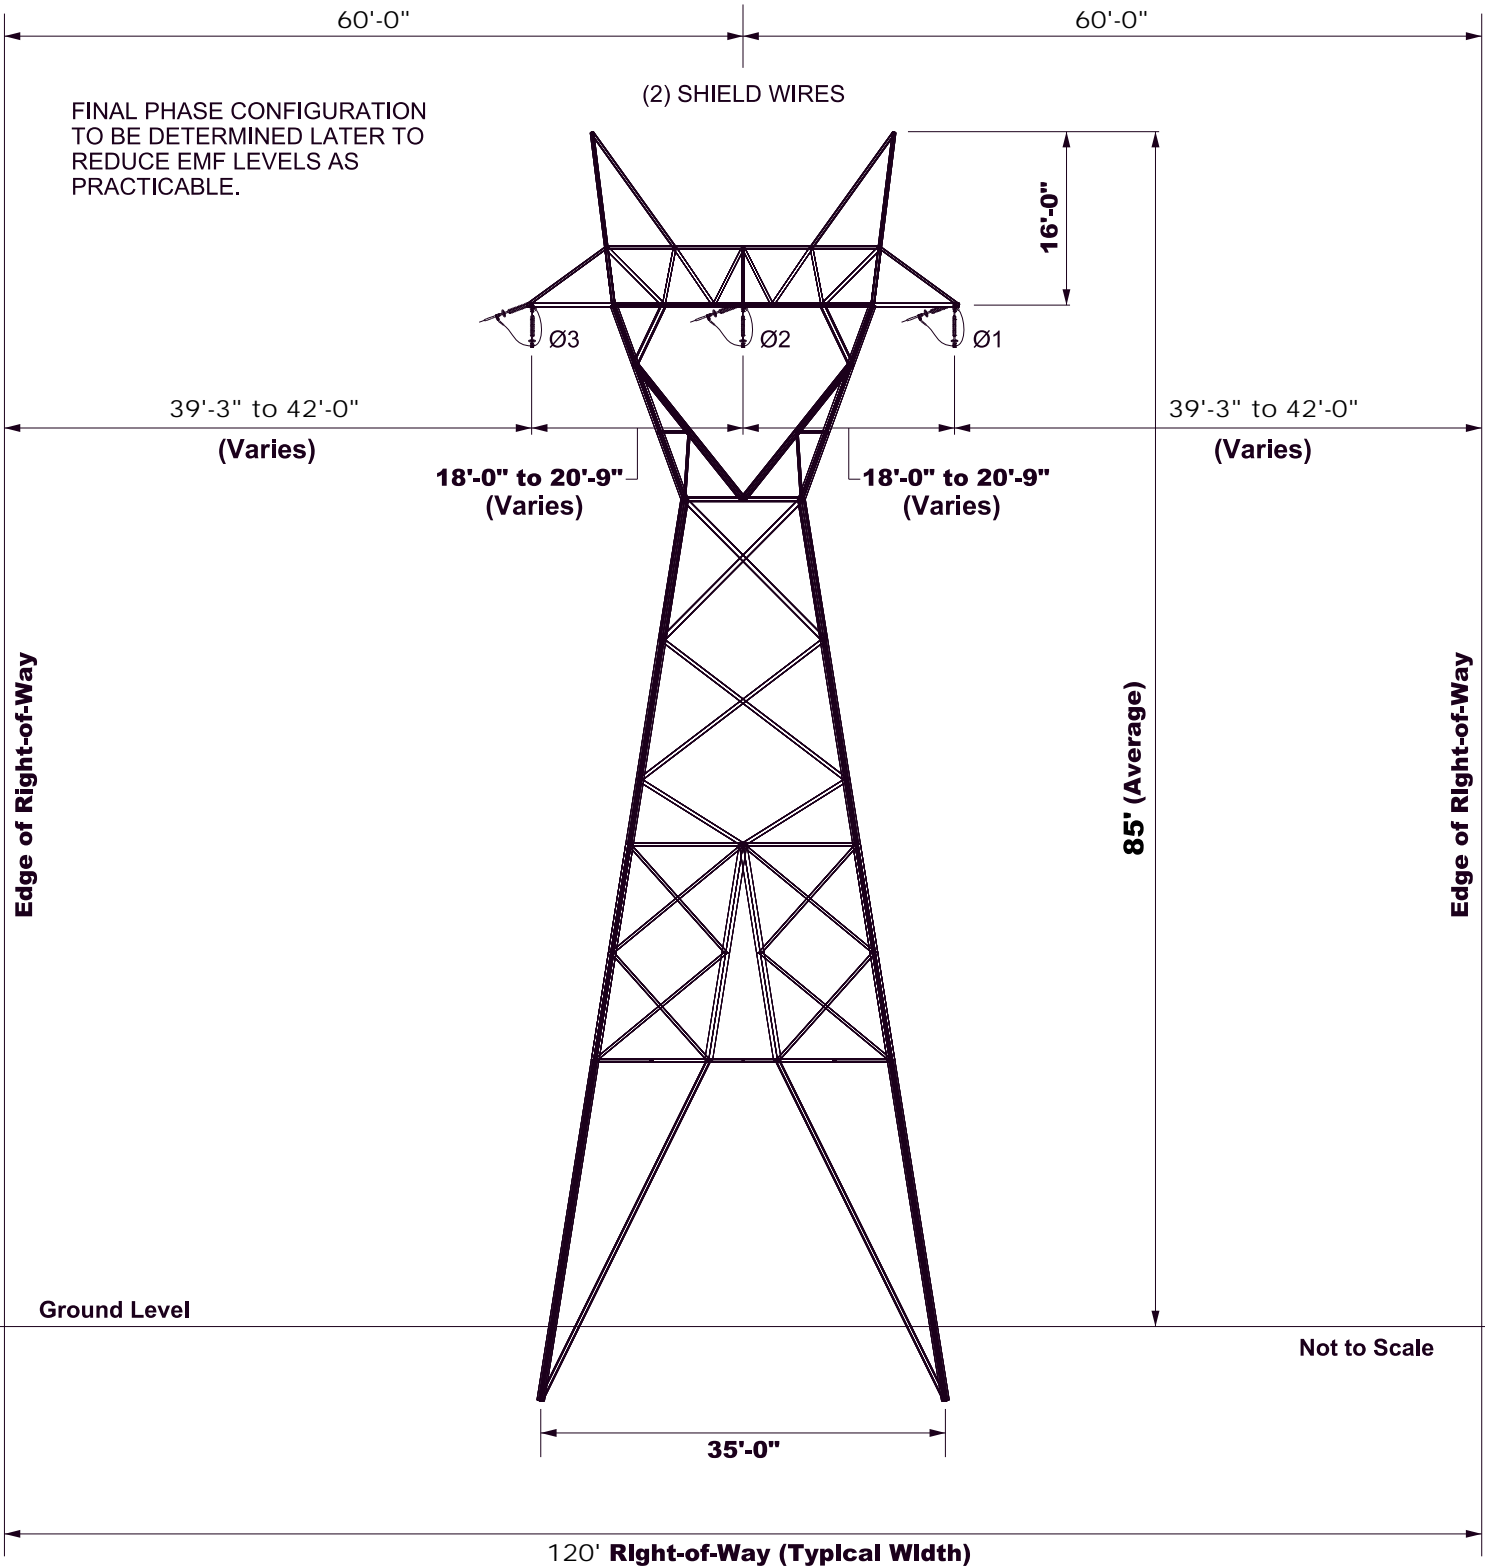 60'-0"
60'-0"
(2) SHIELD WIRES
FINAL PHASE CONFIGURATION
TO BE DETERMINED LATER TO
REDUCE EMF LEVELS AS
PRACTICABLE.
16'-0"
Ø3
Ø2
Ø1
39'-3" to 42'-0"
(Varies)
39'-3" to 42'-0"
(Varies)
18'-0" to 20'-9"
(Varies)
18'-0" to 20'-9"
(Varies)
Edge of Right-of-Way
85' (Average)
Edge of Right-of-Way
Ground Level
Not to Scale
35'-0"
120' Right-of-Way (Typical Width)